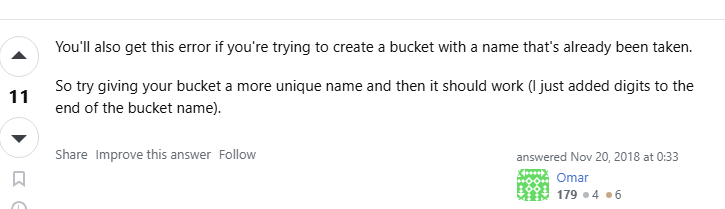 You'll also get this error if you're trying to create a bucket with a name that's already been taken.
So try giving your bucket a more unique name and then it should work (I just added digits to the
end of the bucket name).
11
Share Improve this answer Follow
answered Nov 20, 2018 at 0:33
Omar
179 ● 4 ● 6